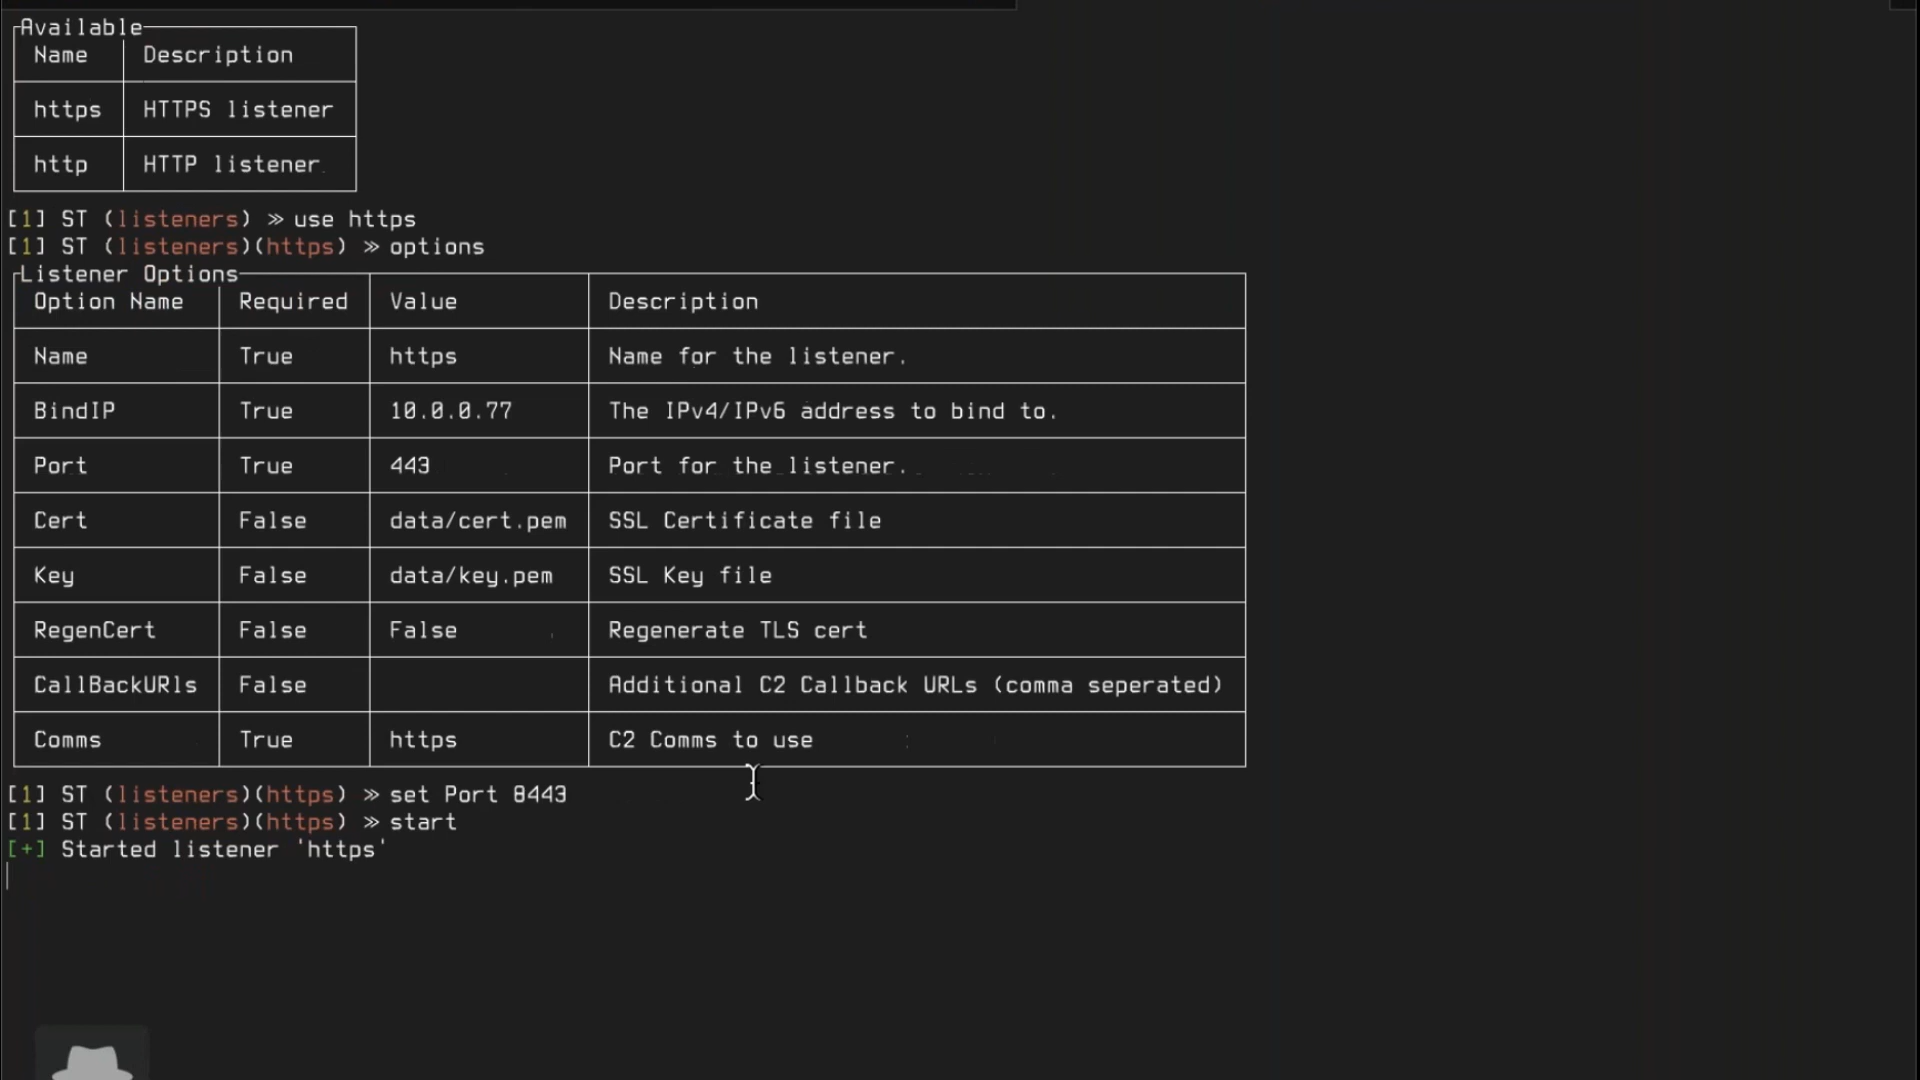 Available
Name Description
https HTTPS listener
http HTTP listener
[1] ST (listeners) ≫ use https
[1] ST (listeners)(https) ≫ options
Listener Options
Option Name Required Value Description
Name True https Name for the listener.
BindIP True 10.0.0.77 The IPv4/IPv6 address to bind to.
Port True 443 Port for the listener.
Cert False data/cert.pem SSL Certificate file
Key False data/key.pem SSL Key file
RegenCert False False Regenerate TLS cert
CallBackURls False Additional C2 Callback URLs (comma seperated)
Comms True https C2 Comms to use
[1] ST (listeners)(https) ≫ set Port 8443
[1] ST (listeners)(https) ≫ start
[+] Started listener 'https'